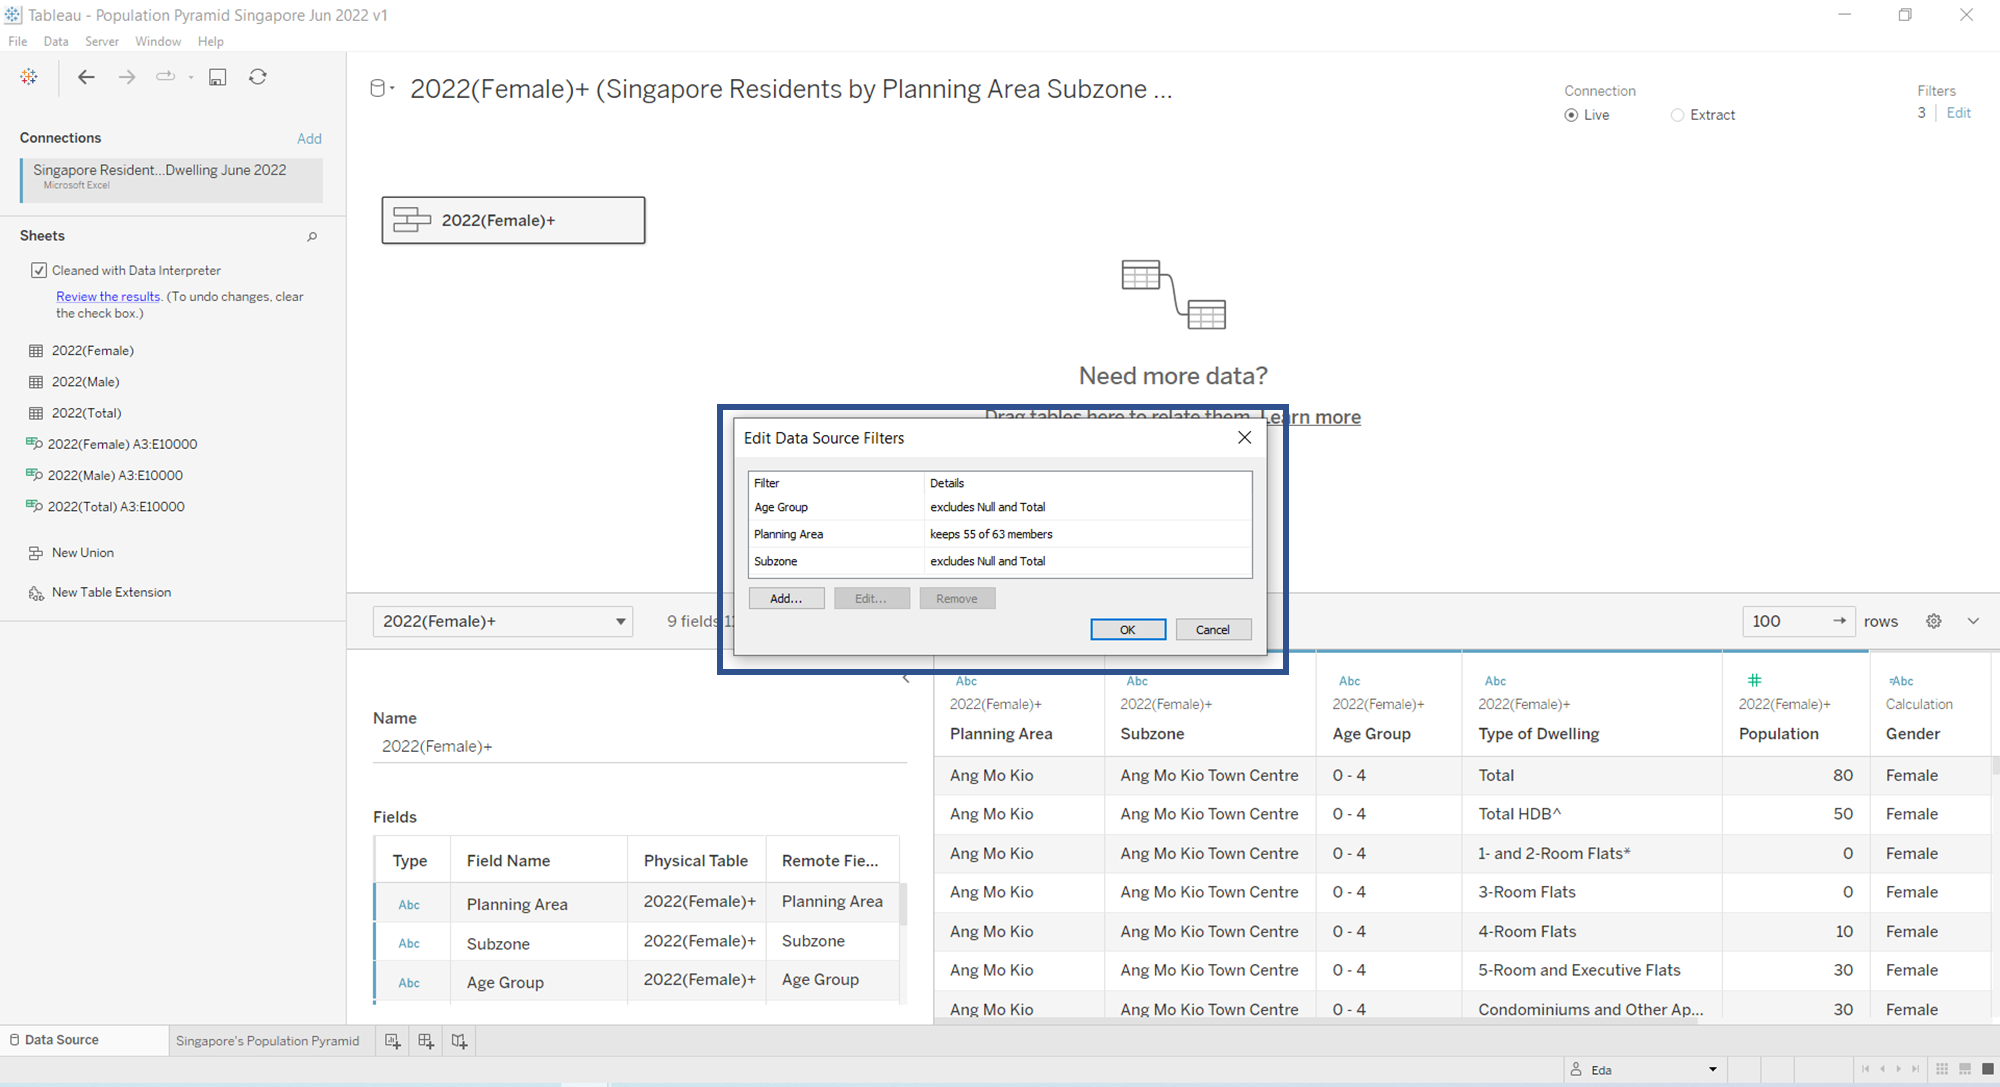 Tableau - Population Pyramid Singapore Jun 2022 v1
File Data Server Window Help
Connections Add
Singapore Resident...Dwelling June 2022
Microsoft Excel
Sheets
Cleaned with Data Interpreter
Review the results. (To undo changes, clear
the check box.)
2022(Female)
2022(Male)
2022(Total)
2022(Female) A3:E10000
2022(Male) A3:E10000
2022(Total) A3:E10000
New Union
New Table Extension
2022(Female)+ (Singapore Residents by Planning Area Subzone ...
Connection
Live Extract
Filters
3 Edit
2022(Female)+
Need more data?
Drag tables here to relate them. Learn more
Edit Data Source Filters
Filter Details
Age Group excludes Null and Total
Planning Area keeps 55 of 63 members
Subzone excludes Null and Total
Add... Edit... Remove
OK Cancel
2022(Female)+ 9 fields 100 rows
Name
2022(Female)+
Fields
Type Field Name Physical Table Remote Fie...
Abc Planning Area 2022(Female)+ Planning Area
Abc Subzone 2022(Female)+ Subzone
Abc Age Group 2022(Female)+ Age Group
Abc Abc Abc Abc # =Abc
2022(Female)+ 2022(Female)+ 2022(Female)+ 2022(Female)+ 2022(Female)+ Calculation
Planning Area Subzone Age Group Type of Dwelling Population Gender
Ang Mo Kio Ang Mo Kio Town Centre 0 - 4 Total 80 Female
Ang Mo Kio Ang Mo Kio Town Centre 0 - 4 Total HDB^ 50 Female
Ang Mo Kio Ang Mo Kio Town Centre 0 - 4 1- and 2-Room Flats* 0 Female
Ang Mo Kio Ang Mo Kio Town Centre 0 - 4 3-Room Flats 0 Female
Ang Mo Kio Ang Mo Kio Town Centre 0 - 4 4-Room Flats 10 Female
Ang Mo Kio Ang Mo Kio Town Centre 0 - 4 5-Room and Executive Flats 30 Female
Ang Mo Kio Ang Mo Kio Town Centre 0 - 4 Condominiums and Other Ap... 30 Female
Data Source Singapore's Population Pyramid
Eda